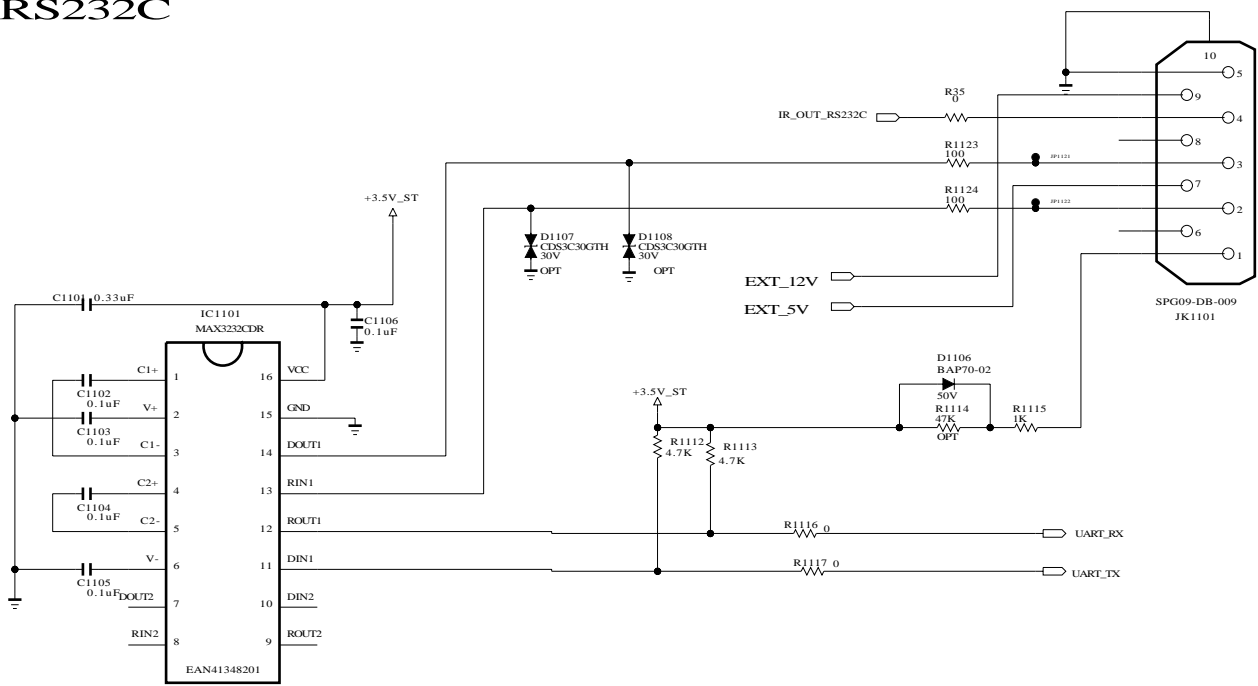 RS232C
10
5
R35
0
9
IR_OUT_RS232C
4
R1123
100
JP1121
8
3
R1124
100
JP1122
7
2
+3.5V_ST
6
D1107
CDS3C30GTH
30V
OPT
D1108
CDS3C30GTH
30V
OPT
1
EXT_12V
EXT_5V
SPG09-DB-009
JK1101
C1101 0.33uF
IC1101
MAX3232CDR
C1106
0.1uF
D1106
BAP70-02
50V
C1+
1
16
VCC
C1102
0.1uF
+3.5V_ST
R1114
47K
OPT
R1115
1K
V+
2
15
GND
C1103
0.1uF
C1-
3
14
DOUT1
R1112
4.7K
R1113
4.7K
C2+
4
13
RIN1
C1104
0.1uF
C2-
5
12
ROUT1
R1116 0
UART_RX
V-
6
11
DIN1
R1117 0
UART_TX
C1105
0.1uF
DOUT2
7
10
DIN2
RIN2
8
9
ROUT2
EAN41348201